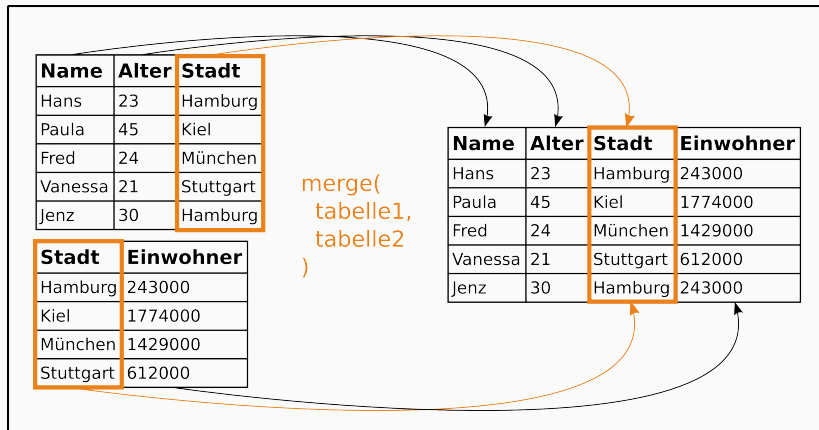 Name Alter Stadt
Hans 23 Hamburg
Paula 45 Kiel
Fred 24 München
Vanessa 21 Stuttgart
Jenz 30 Hamburg
Stadt Einwohner
Hamburg 243000
Kiel 1774000
München 1429000
Stuttgart 612000
merge(
tabelle1,
tabelle2
)
Name Alter Stadt Einwohner
Hans 23 Hamburg 243000
Paula 45 Kiel 1774000
Fred 24 München 1429000
Vanessa 21 Stuttgart 612000
Jenz 30 Hamburg 243000